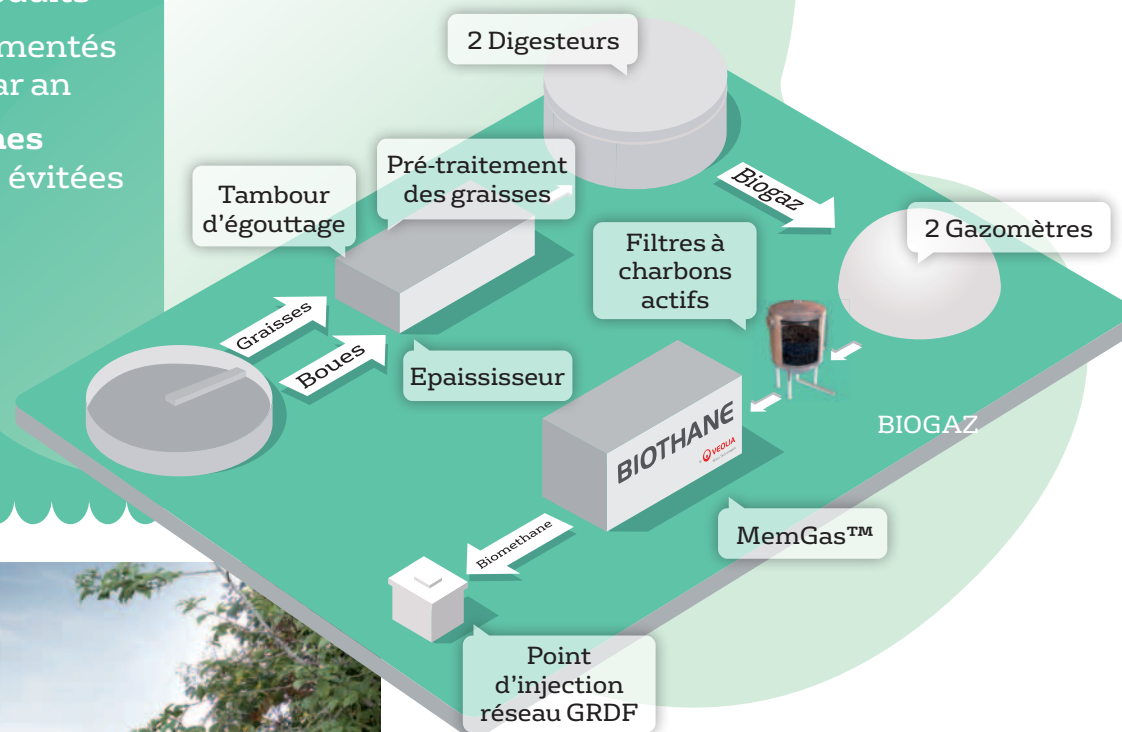 mentés
ar an
évitées
2 Digesteurs
Pré-traitement
des graisses
Tambour
d’égouttage
Biogaz
2 Gazomètres
Filtres à
charbons
actifs
Graisses
Boues
Epaississeur
BIOTHANE
VEOLIA
BIOGAZ
MemGas™
Biomethane
Point
d’injection
réseau GRDF